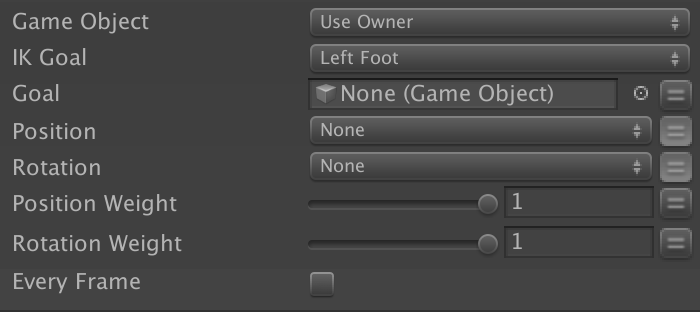 Game Object Use Owner
IK Goal Left Foot
Goal None (Game Object)
Position None
Rotation None
Position Weight 1
Rotation Weight 1
Every Frame